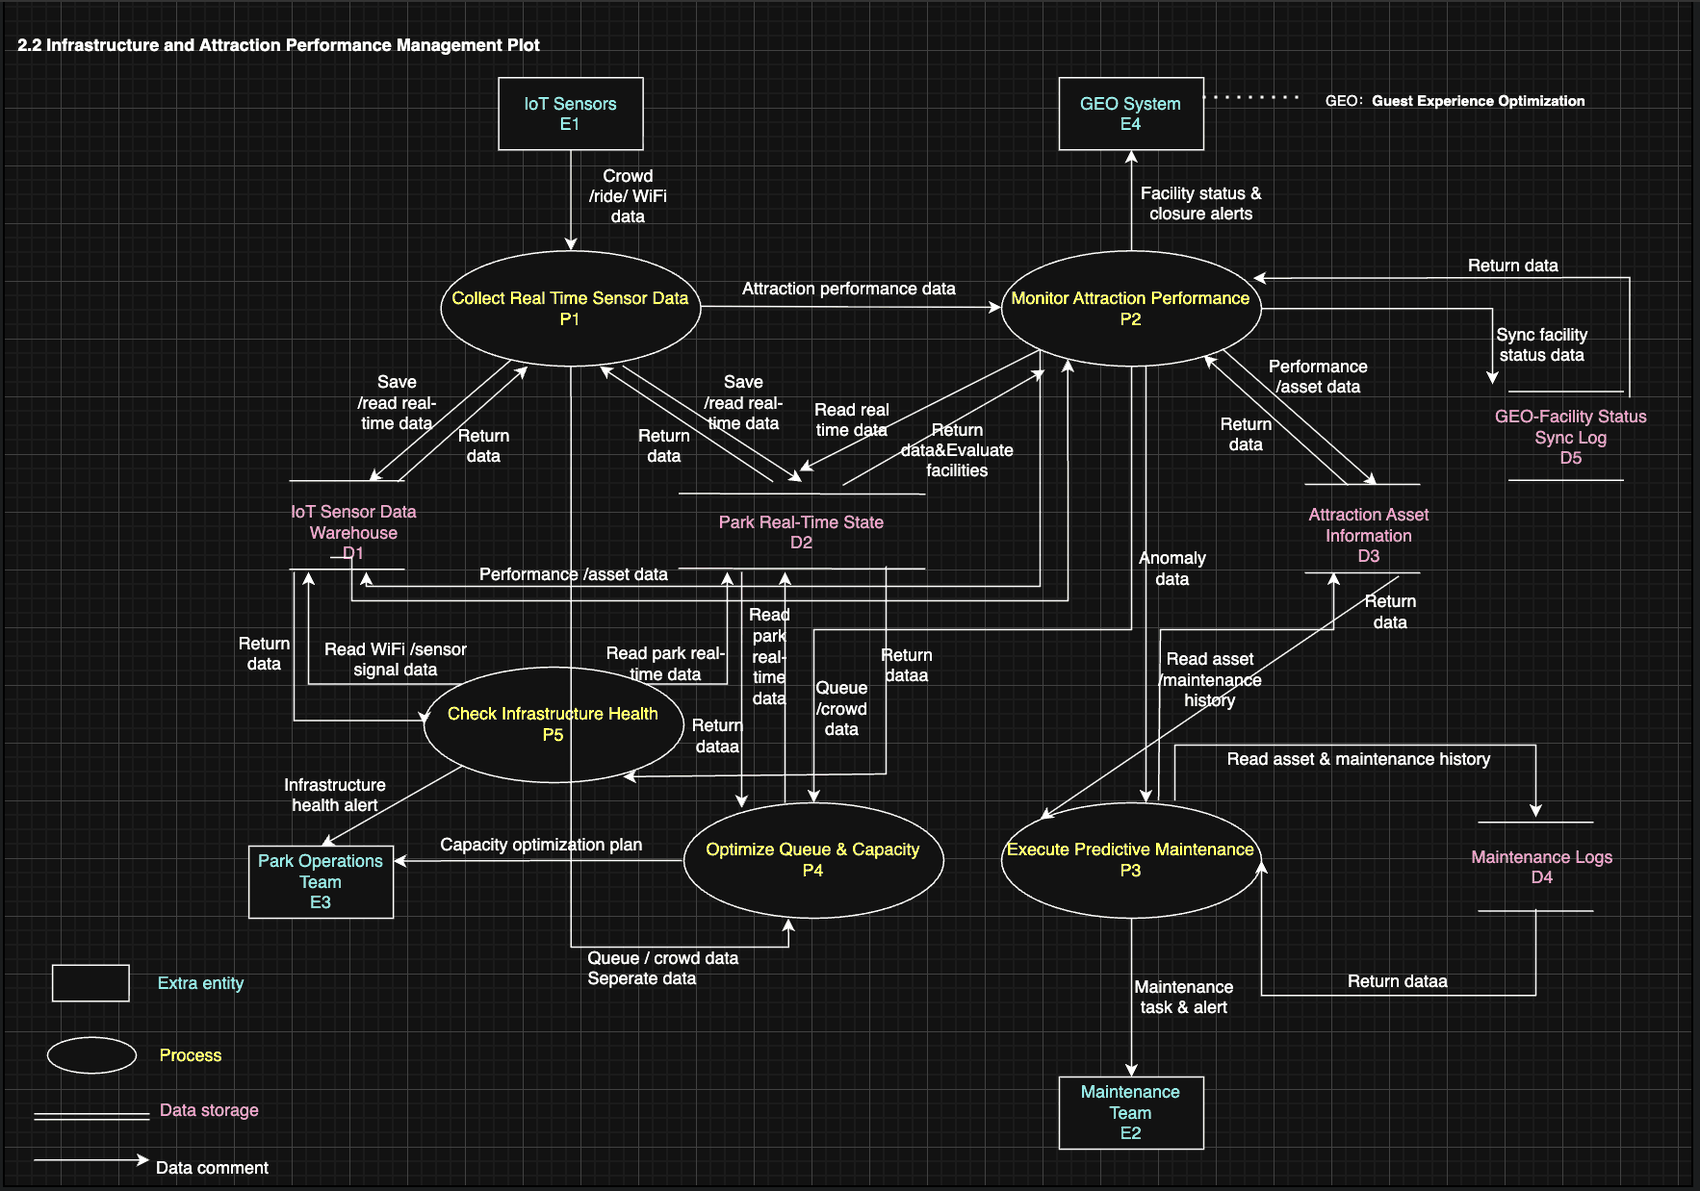 2.2 Infrastructure and Attraction Performance Management Plot
IoT Sensors
E1
GEO System
E4
GEO: Guest Experience Optimization
Crowd
/ride/ WiFi
data
Facility status &
closure alerts
Collect Real Time Sensor Data
P1
Attraction performance data
Monitor Attraction Performance
P2
Return data
Sync facility
status data
Save
/read real-
time data
Return
data
Save
/read real-
time data
Return
data
Read real
time data
Return
data&Evaluate
facilities
Performance
/asset data
Return
data
GEO-Facility Status
Sync Log
D5
IoT Sensor Data
Warehouse
D1
Park Real-Time State
D2
Attraction Asset
Information
D3
Performance /asset data
Anomaly
data
Return
data
Return
data
Read WiFi /sensor
signal data
Read park real-
time data
Read
park
real-
time
data
Return
dataa
Queue
/crowd
data
Read asset
/maintenance
history
Check Infrastructure Health
P5
Return
dataa
Read asset & maintenance history
Infrastructure
health alert
Capacity optimization plan
Park Operations
Team
E3
Optimize Queue & Capacity
P4
Execute Predictive Maintenance
P3
Maintenance Logs
D4
Queue / crowd data
Seperate data
Return dataa
Maintenance
task & alert
Maintenance
Team
E2
Extra entity
Process
Data storage
Data comment